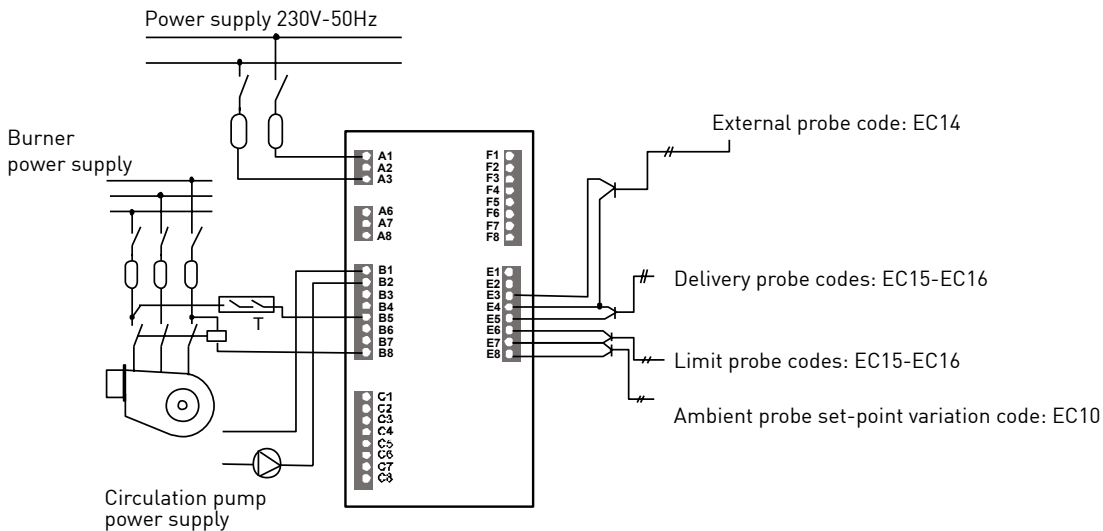 Power supply 230V-50Hz
Burner
power supply
External probe code: EC14
A1
A2
A3
A6
A7
A8
F1
F2
F3
F4
F5
F6
F7
F8
B1
B2
B3
B4
B5
B6
B7
B8
T
E1
E2
E3
E4
E5
E6
E7
E8
Delivery probe codes: EC15-EC16
Limit probe codes: EC15-EC16
Ambient probe set-point variation code: EC10
C1
C2
C3
C4
C5
C6
C7
C8
Circulation pump
power supply